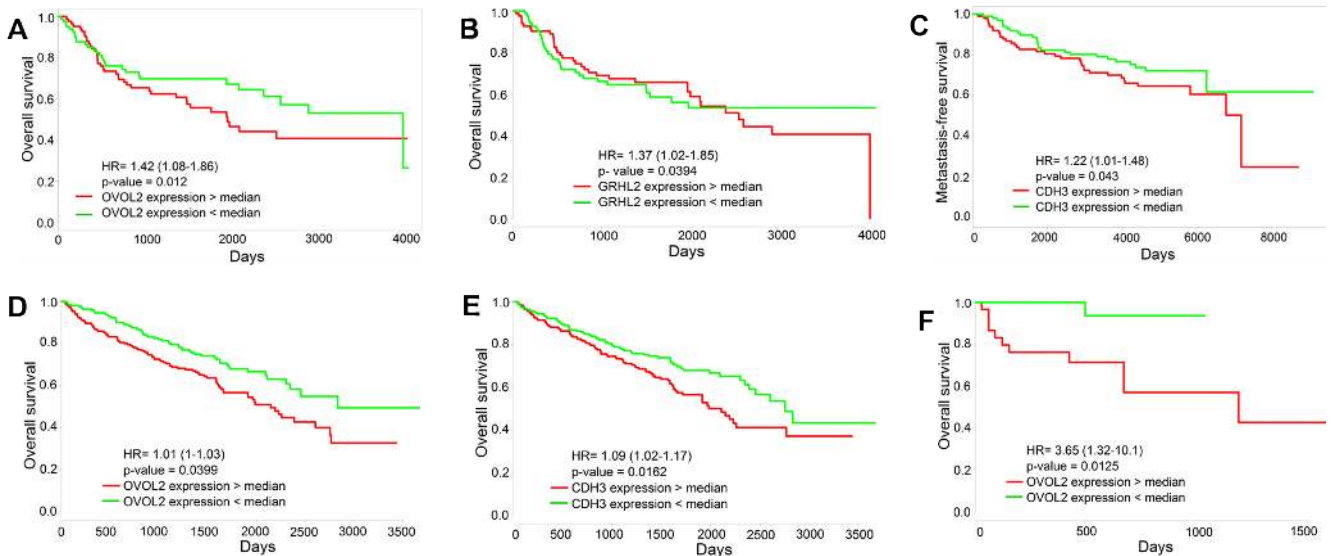 A
Overall survival
1.0
0.8
0.6
0.4
0.2
0.0
HR= 1.42 (1.08-1.86)
p-value = 0.012
OVOL2 expression > median
OVOL2 expression < median
0 1000 2000 3000 4000
Days
B
Overall survival
1.0
0.8
0.6
0.4
0.2
0.0
HR= 1.37 (1.02-1.85)
p- value = 0.0394
GRHL2 expression > median
GRHL2 expression < median
0 1000 2000 3000 4000
Days
C
Metastasis-free survival
1.0
0.8
0.6
0.4
0.2
0.0
HR= 1.22 (1.01-1.48)
p-value = 0.043
CDH3 expression > median
CDH3 expression < median
0 2000 4000 6000 8000
Days
D
Overall survival
1.0
0.8
0.6
0.4
0.2
0.0
HR= 1.01 (1-1.03)
p-value = 0.0399
OVOL2 expression > median
OVOL2 expression < median
0 500 1000 1500 2000 2500 3000 3500
Days
E
Overall survival
1.0
0.8
0.6
0.4
0.2
0.0
HR= 1.09 (1.02-1.17)
p-value = 0.0162
CDH3 expression > median
CDH3 expression < median
0 500 1000 1500 2000 2500 3000 3500
Days
F
Overall survival
1.0
0.8
0.6
0.4
0.2
0.0
HR= 3.65 (1.32-10.1)
p-value = 0.0125
OVOL2 expression > median
OVOL2 expression < median
0 500 1000 1500
Days